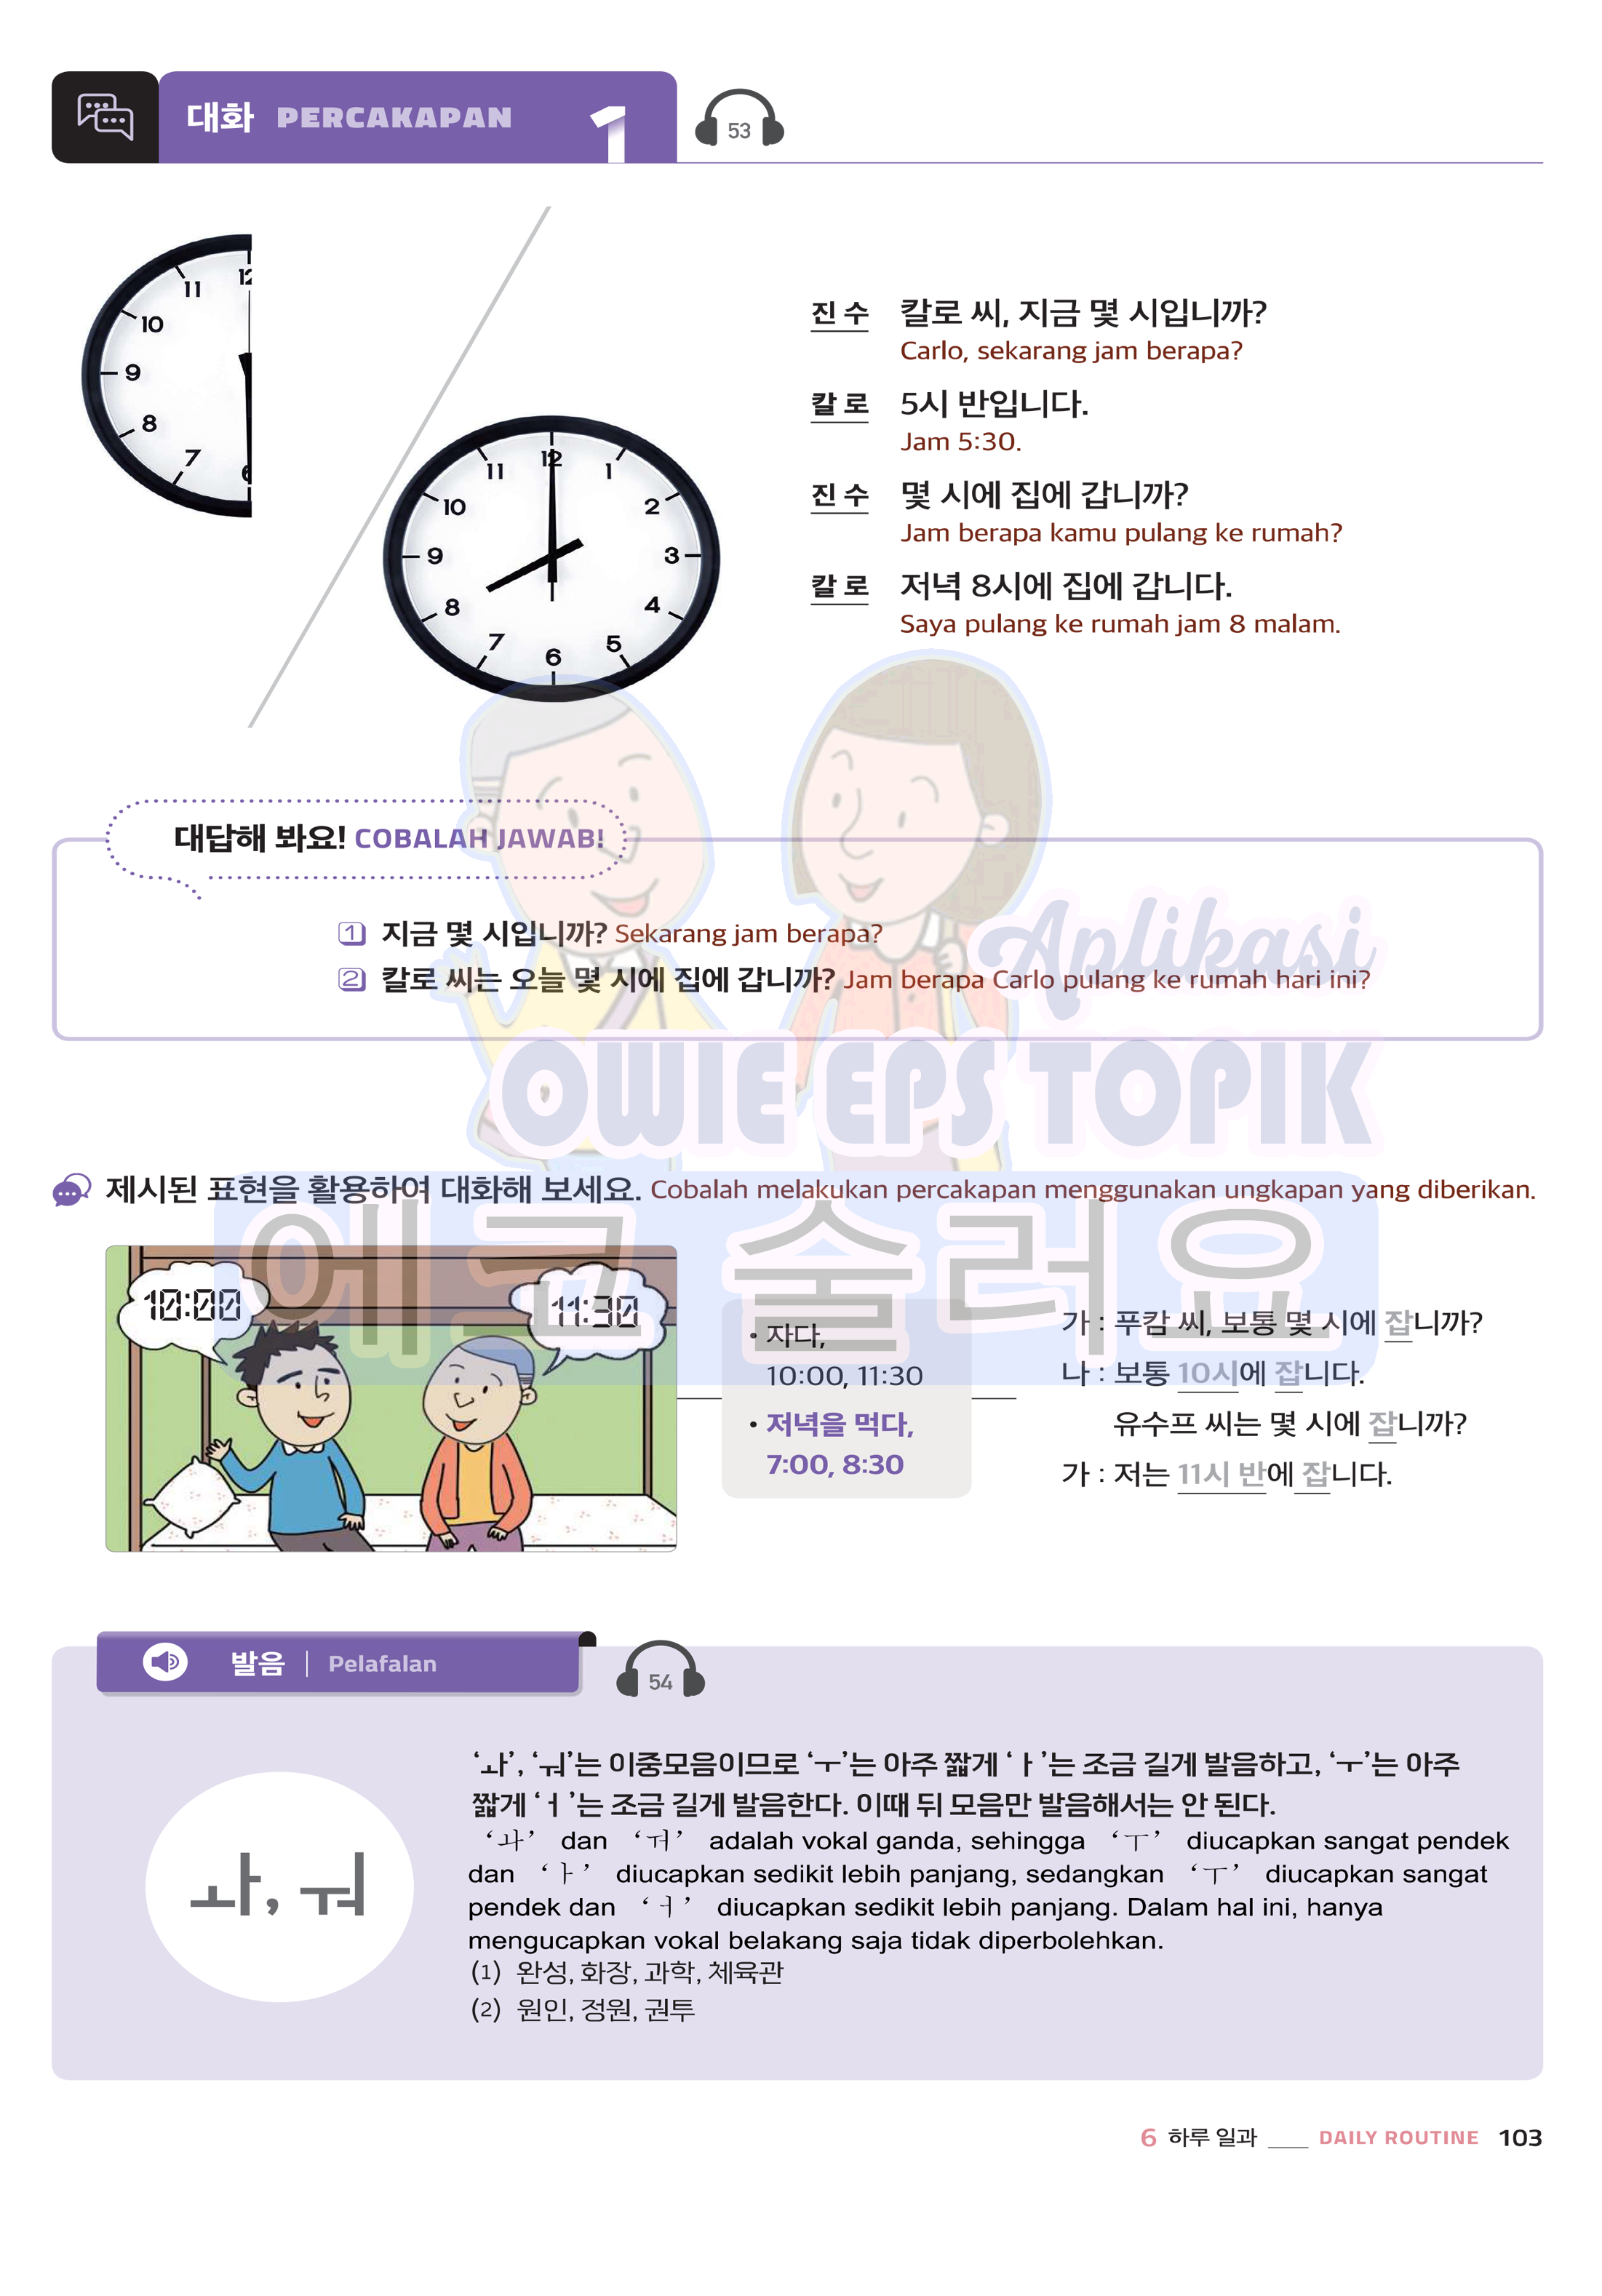 대화 PERCAKAPAN 1
53
11 12
10
9
8
7 6
12
11 1
10 2
9 3
8 4
7 5
6
진 수 칼로 씨, 지금 몇 시입니까?
Carlo, sekarang jam berapa?
칼 로 5시 반입니다.
Jam 5:30.
진 수 몇 시에 집에 갑니까?
Jam berapa kamu pulang ke rumah?
칼 로 저녁 8시에 집에 갑니다.
Saya pulang ke rumah jam 8 malam.
대답해 봐요! COBALAH JAWAB!
1 지금 몇 시입니까? Sekarang jam berapa?
2 칼로 씨는 오늘 몇 시에 집에 갑니까? Jam berapa Carlo pulang ke rumah hari ini?
Aplikasi
OWIE EPS TOPIK
제시된 표현을 활용하여 대화해 보세요. Cobalah melakukan percakapan menggunakan ungkapan yang diberikan.
에코 술러요
10:00
11:30
• 자다,
10:00, 11:30
• 저녁을 먹다,
7:00, 8:30
가 : 푸캄 씨, 보통 몇 시에 잡니까?
나 : 보통 10시에 잡니다.
유수프 씨는 몇 시에 잡니까?
가 : 저는 11시 반에 잡니다.
발음 | Pelafalan
54
ㅘ, ㅝ
‘ㅘ’, ‘ㅝ’는 이중모음이므로 ‘ㅜ’는 아주 짧게 ‘ㅏ’는 조금 길게 발음하고, ‘ㅜ’는 아주
짧게 ‘ㅓ’는 조금 길게 발음한다. 이때 뒤 모음만 발음해서는 안 된다.
‘ㅘ’ dan ‘ㅝ’ adalah vokal ganda, sehingga ‘ㅜ’ diucapkan sangat pendek
dan ‘ㅏ’ diucapkan sedikit lebih panjang, sedangkan ‘ㅜ’ diucapkan sangat
pendek dan ‘ㅓ’ diucapkan sedikit lebih panjang. Dalam hal ini, hanya
mengucapkan vokal belakang saja tidak diperbolehkan.
(1) 완성, 화장, 과학, 체육관
(2) 원인, 정원, 권투
6 하루 일과 ___ DAILY ROUTINE 103